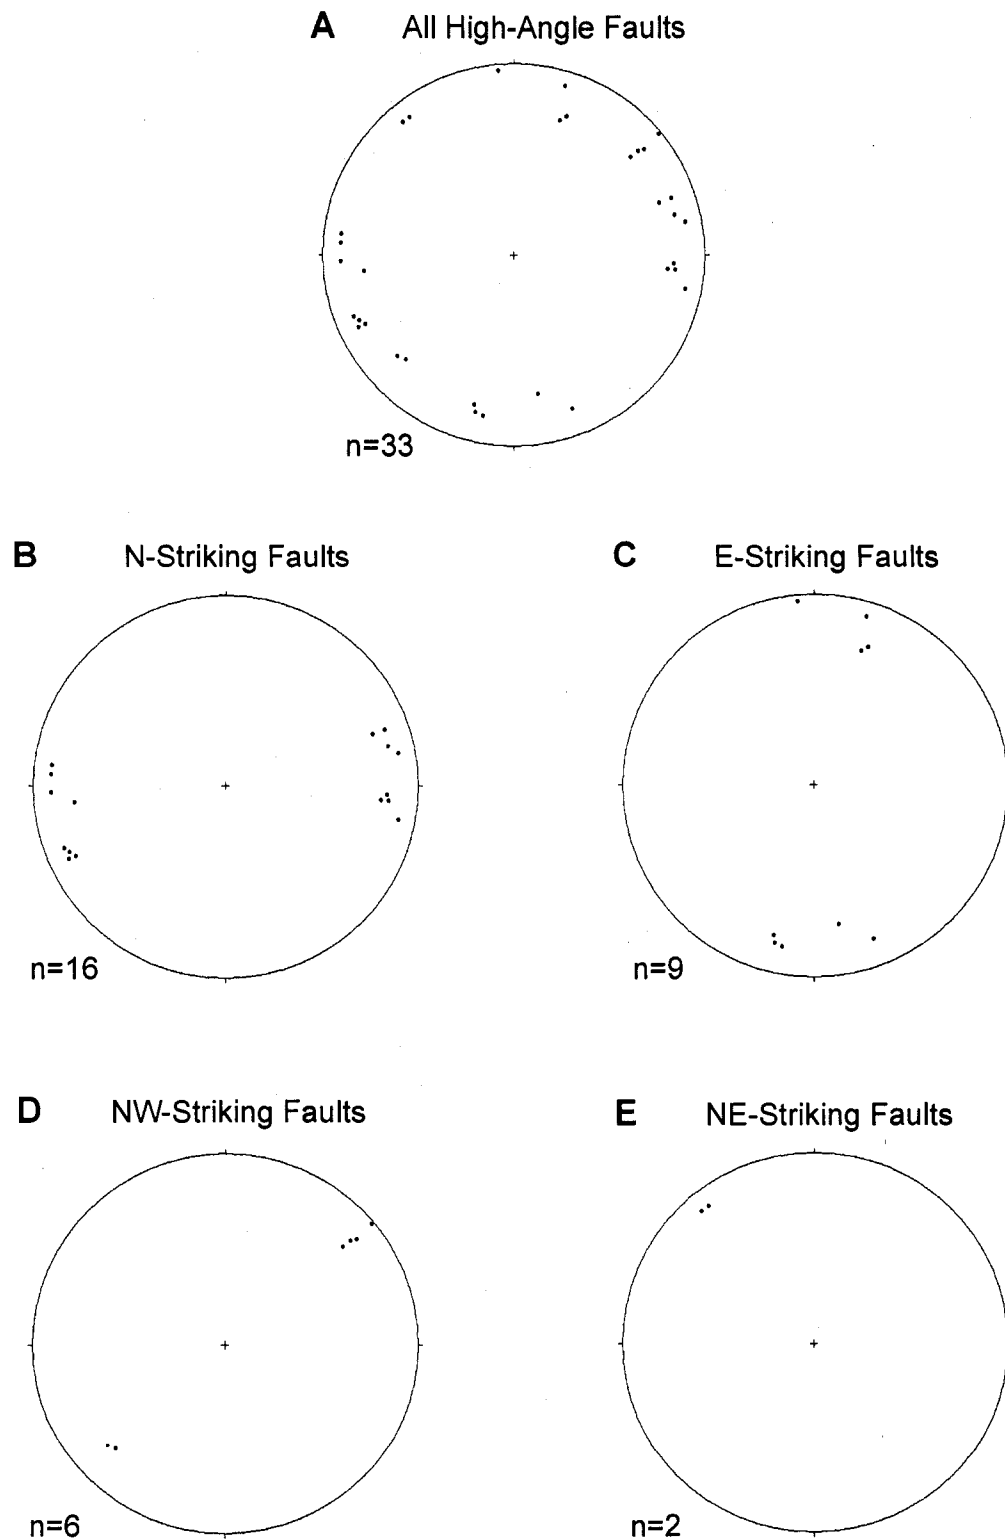 A All High-Angle Faults
n=33
B N-Striking Faults
n=16
C E-Striking Faults
n=9
D NW-Striking Faults
n=6
E NE-Striking Faults
n=2